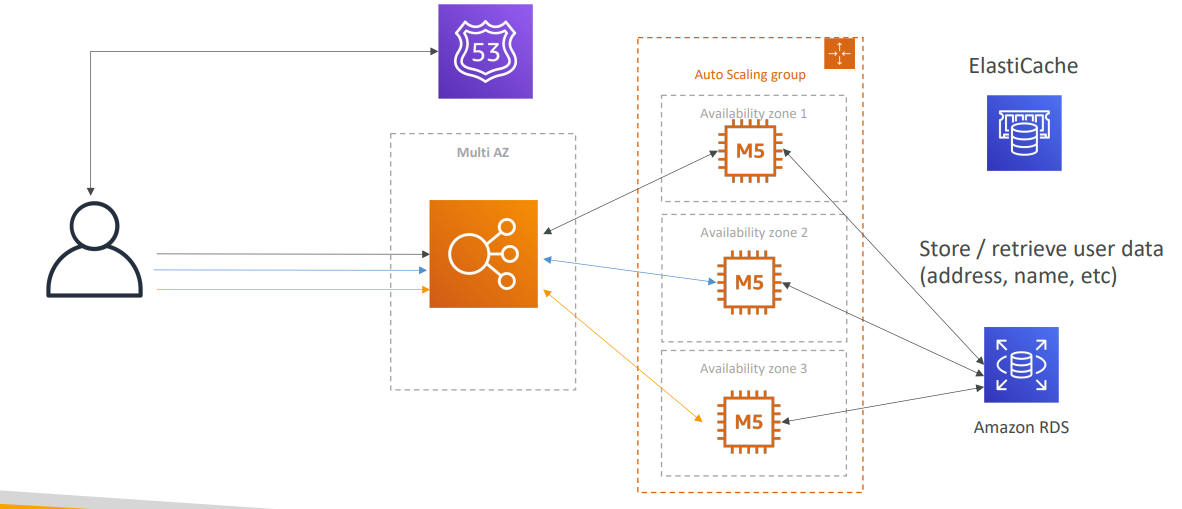 53
Auto Scaling group
ElastiCache
Multi AZ
Availability zone 1
M5
Availability zone 2
M5
Store / retrieve user data
(address, name, etc)
Availability zone 3
M5
Amazon RDS